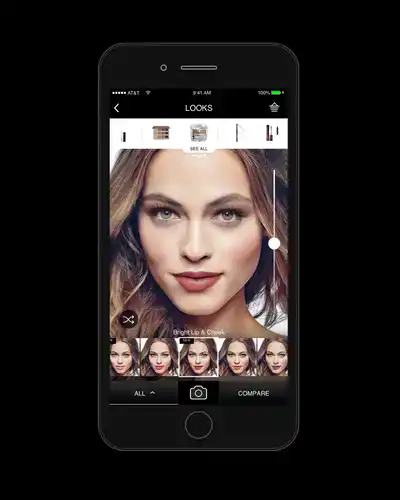 AT&T 9:41 AM 100%
LOOKS
SEE ALL
Bright Lip & Cheek
ALL
COMPARE